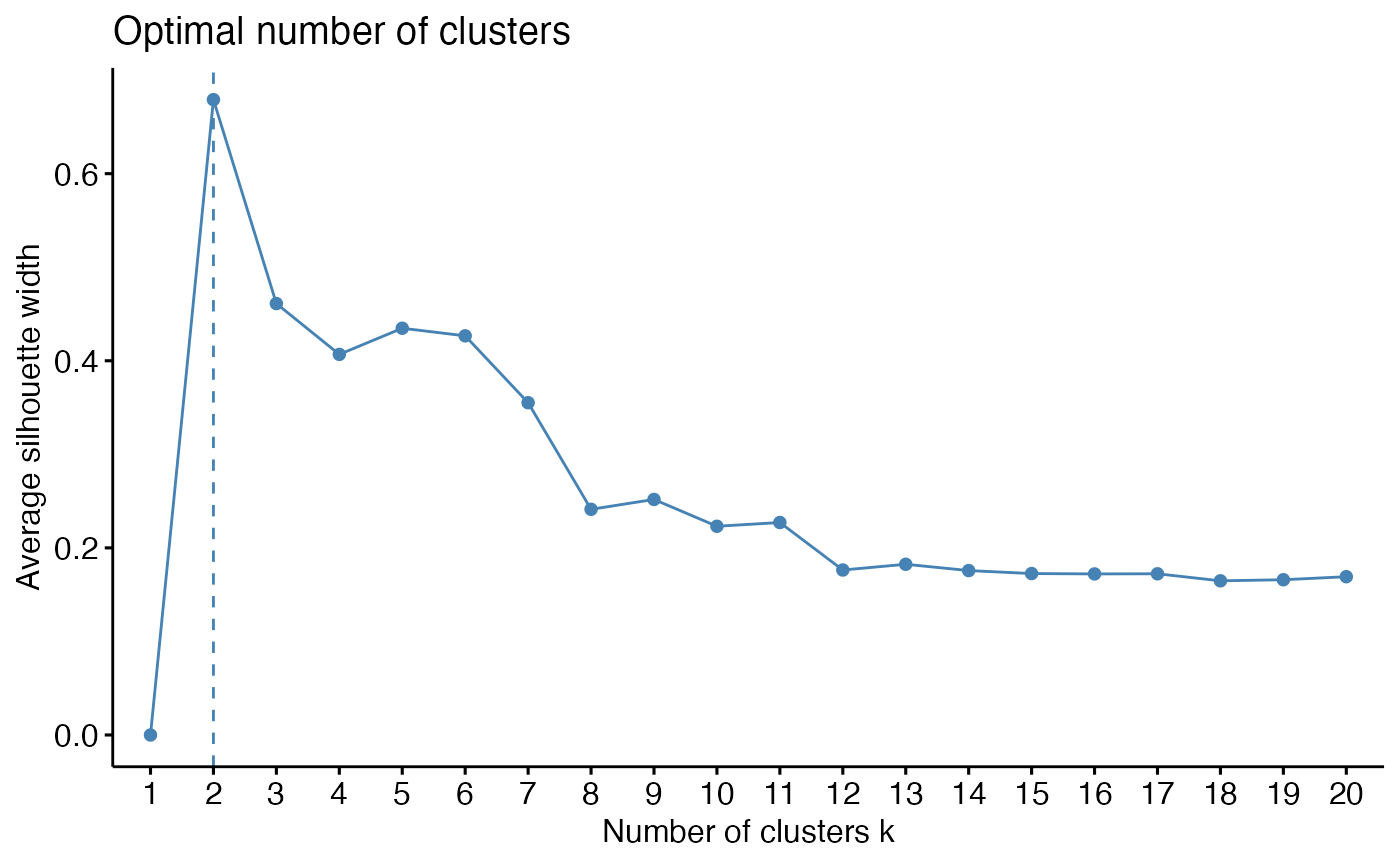 Optimal number of clusters
Average silhouette width
0.6
0.4
0.2
0.0
1 2 3 4 5 6 7 8 9 10 11 12 13 14 15 16 17 18 19 20
Number of clusters k